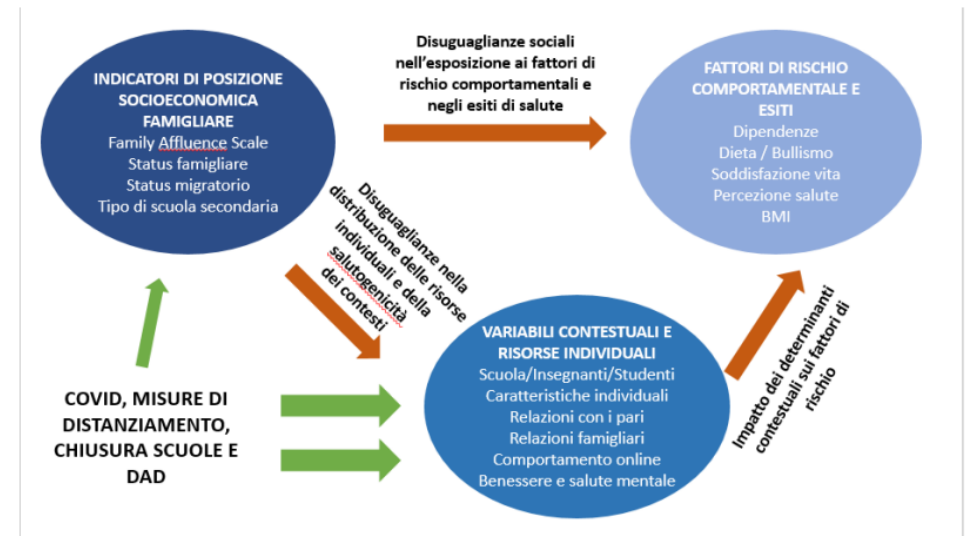 INDICATORI DI POSIZIONE
SOCIOECONOMICA
FAMIGLIARE
Family Affluence Scale
Status famigliare
Status migratorio
Tipo di scuola secondaria
Disuguaglianze sociali
nell’esposizione ai fattori di
rischio comportamentali e
negli esiti di salute
FATTORI DI RISCHIO
COMPORTAMENTALE E
ESITI
Dipendenze
Dieta / Bullismo
Soddisfazione vita
Percezione salute
BMI
Disuguaglianze nella
distribuzione delle risorse
individuali e della
salutogenicità
dei contesti
VARIABILI CONTESTUALI E
RISORSE INDIVIDUALI
Scuola/Insegnanti/Studenti
Caratteristiche individuali
Relazioni con i pari
Relazioni famigliari
Comportamento online
Benessere e salute mentale
Impatto dei determinanti
contestuali sui fattori di
rischio
COVID, MISURE DI
DISTANZIAMENTO,
CHIUSURA SCUOLE E
DAD